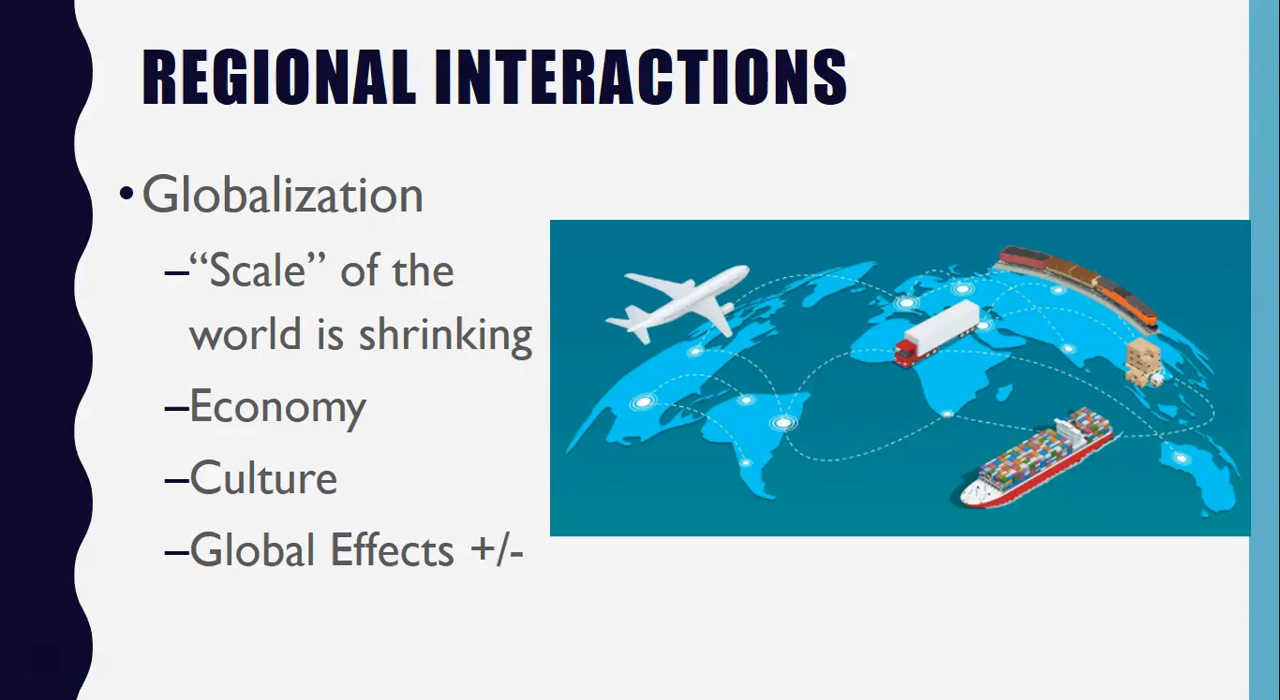 REGIONAL INTERACTIONS
•Globalization
–“Scale” of the
world is shrinking
–Economy
–Culture
–Global Effects +/-